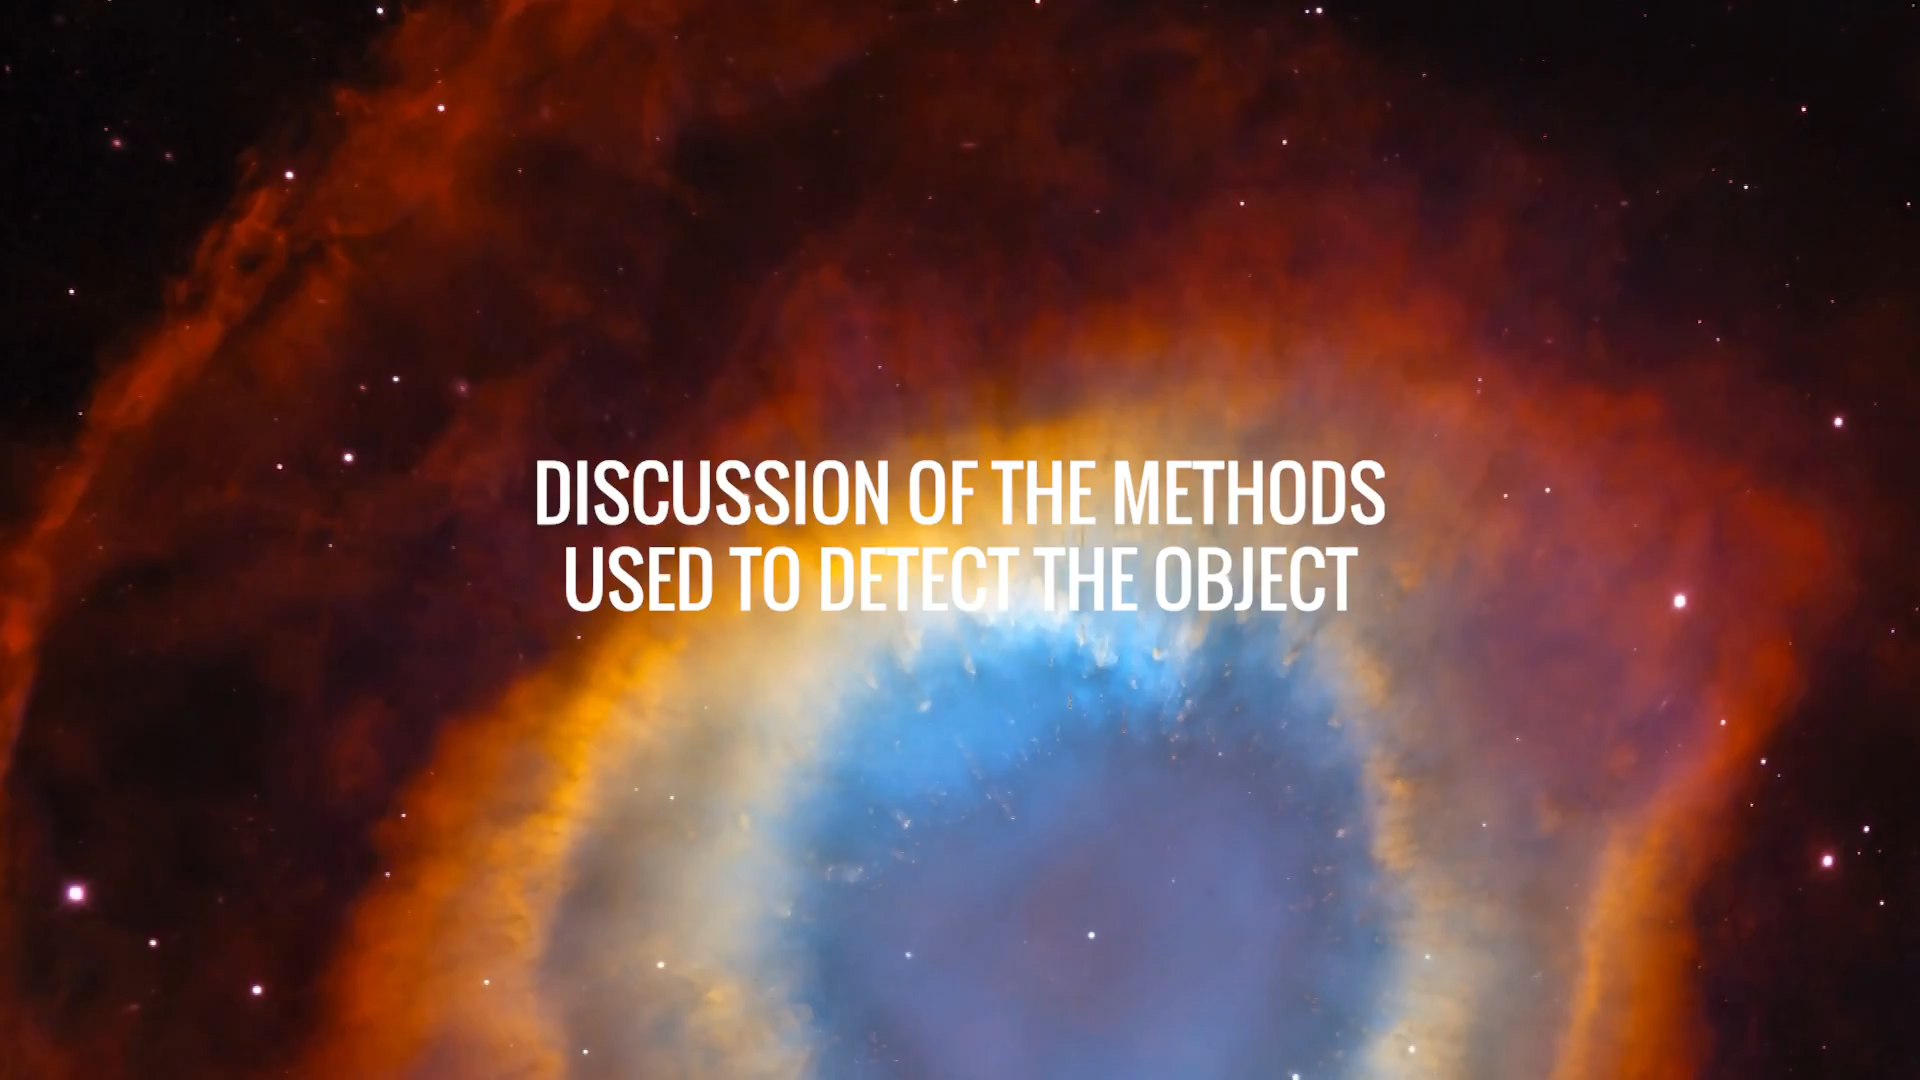 DISCUSSION OF THE METHODS
USED TO DETECT THE OBJECT